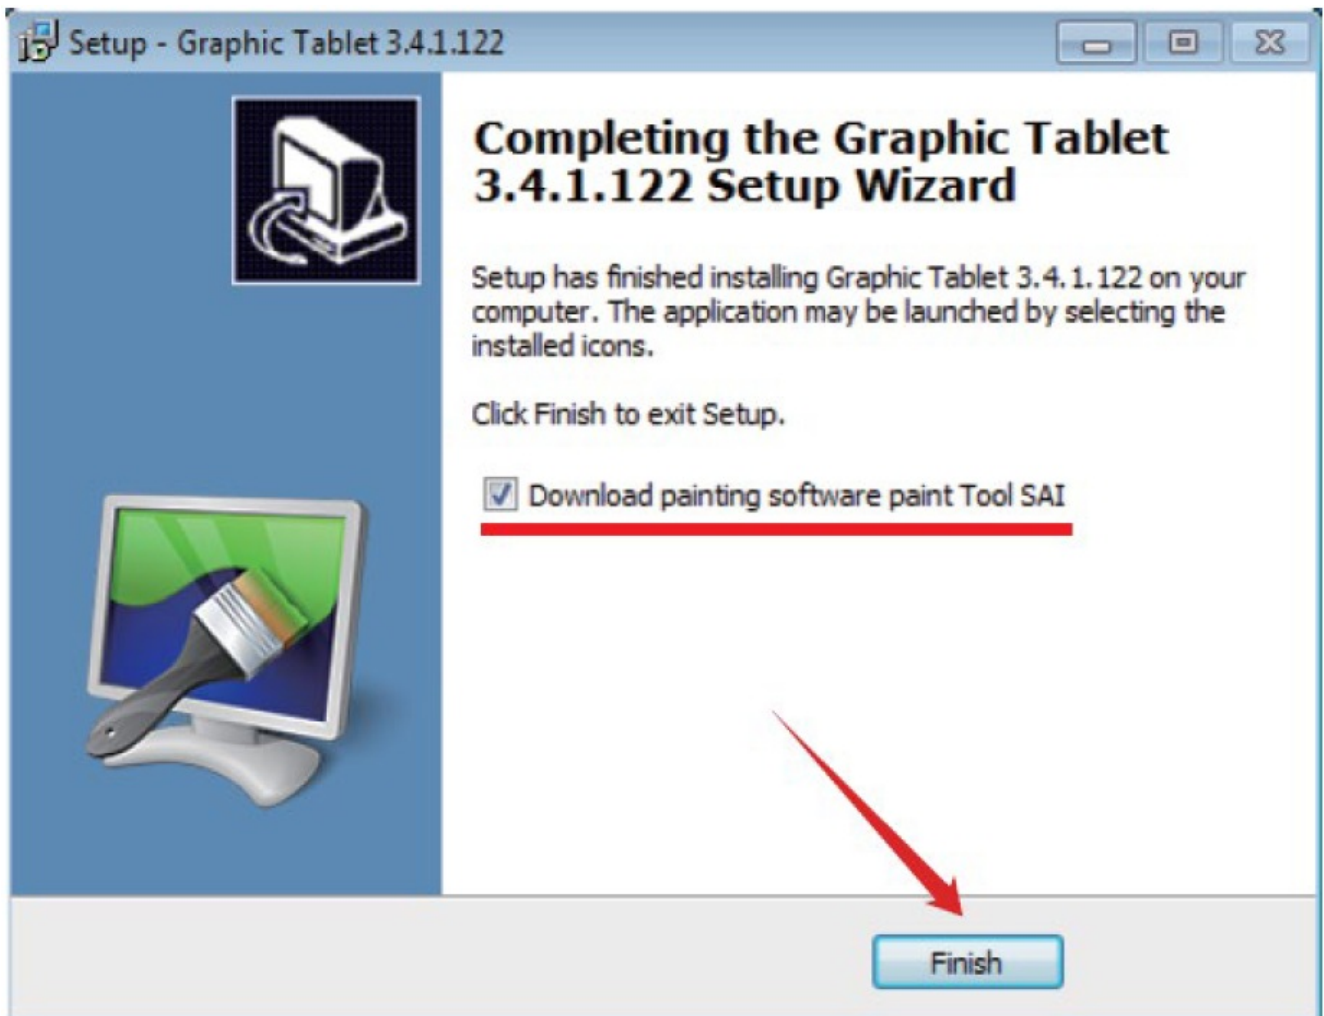 Setup - Graphic Tablet 3.4.1.122
Completing the Graphic Tablet
3.4.1.122 Setup Wizard
Setup has finished installing Graphic Tablet 3.4.1.122 on your
computer. The application may be launched by selecting the
installed icons.
Click Finish to exit Setup.
Download painting software paint Tool SAI
Finish